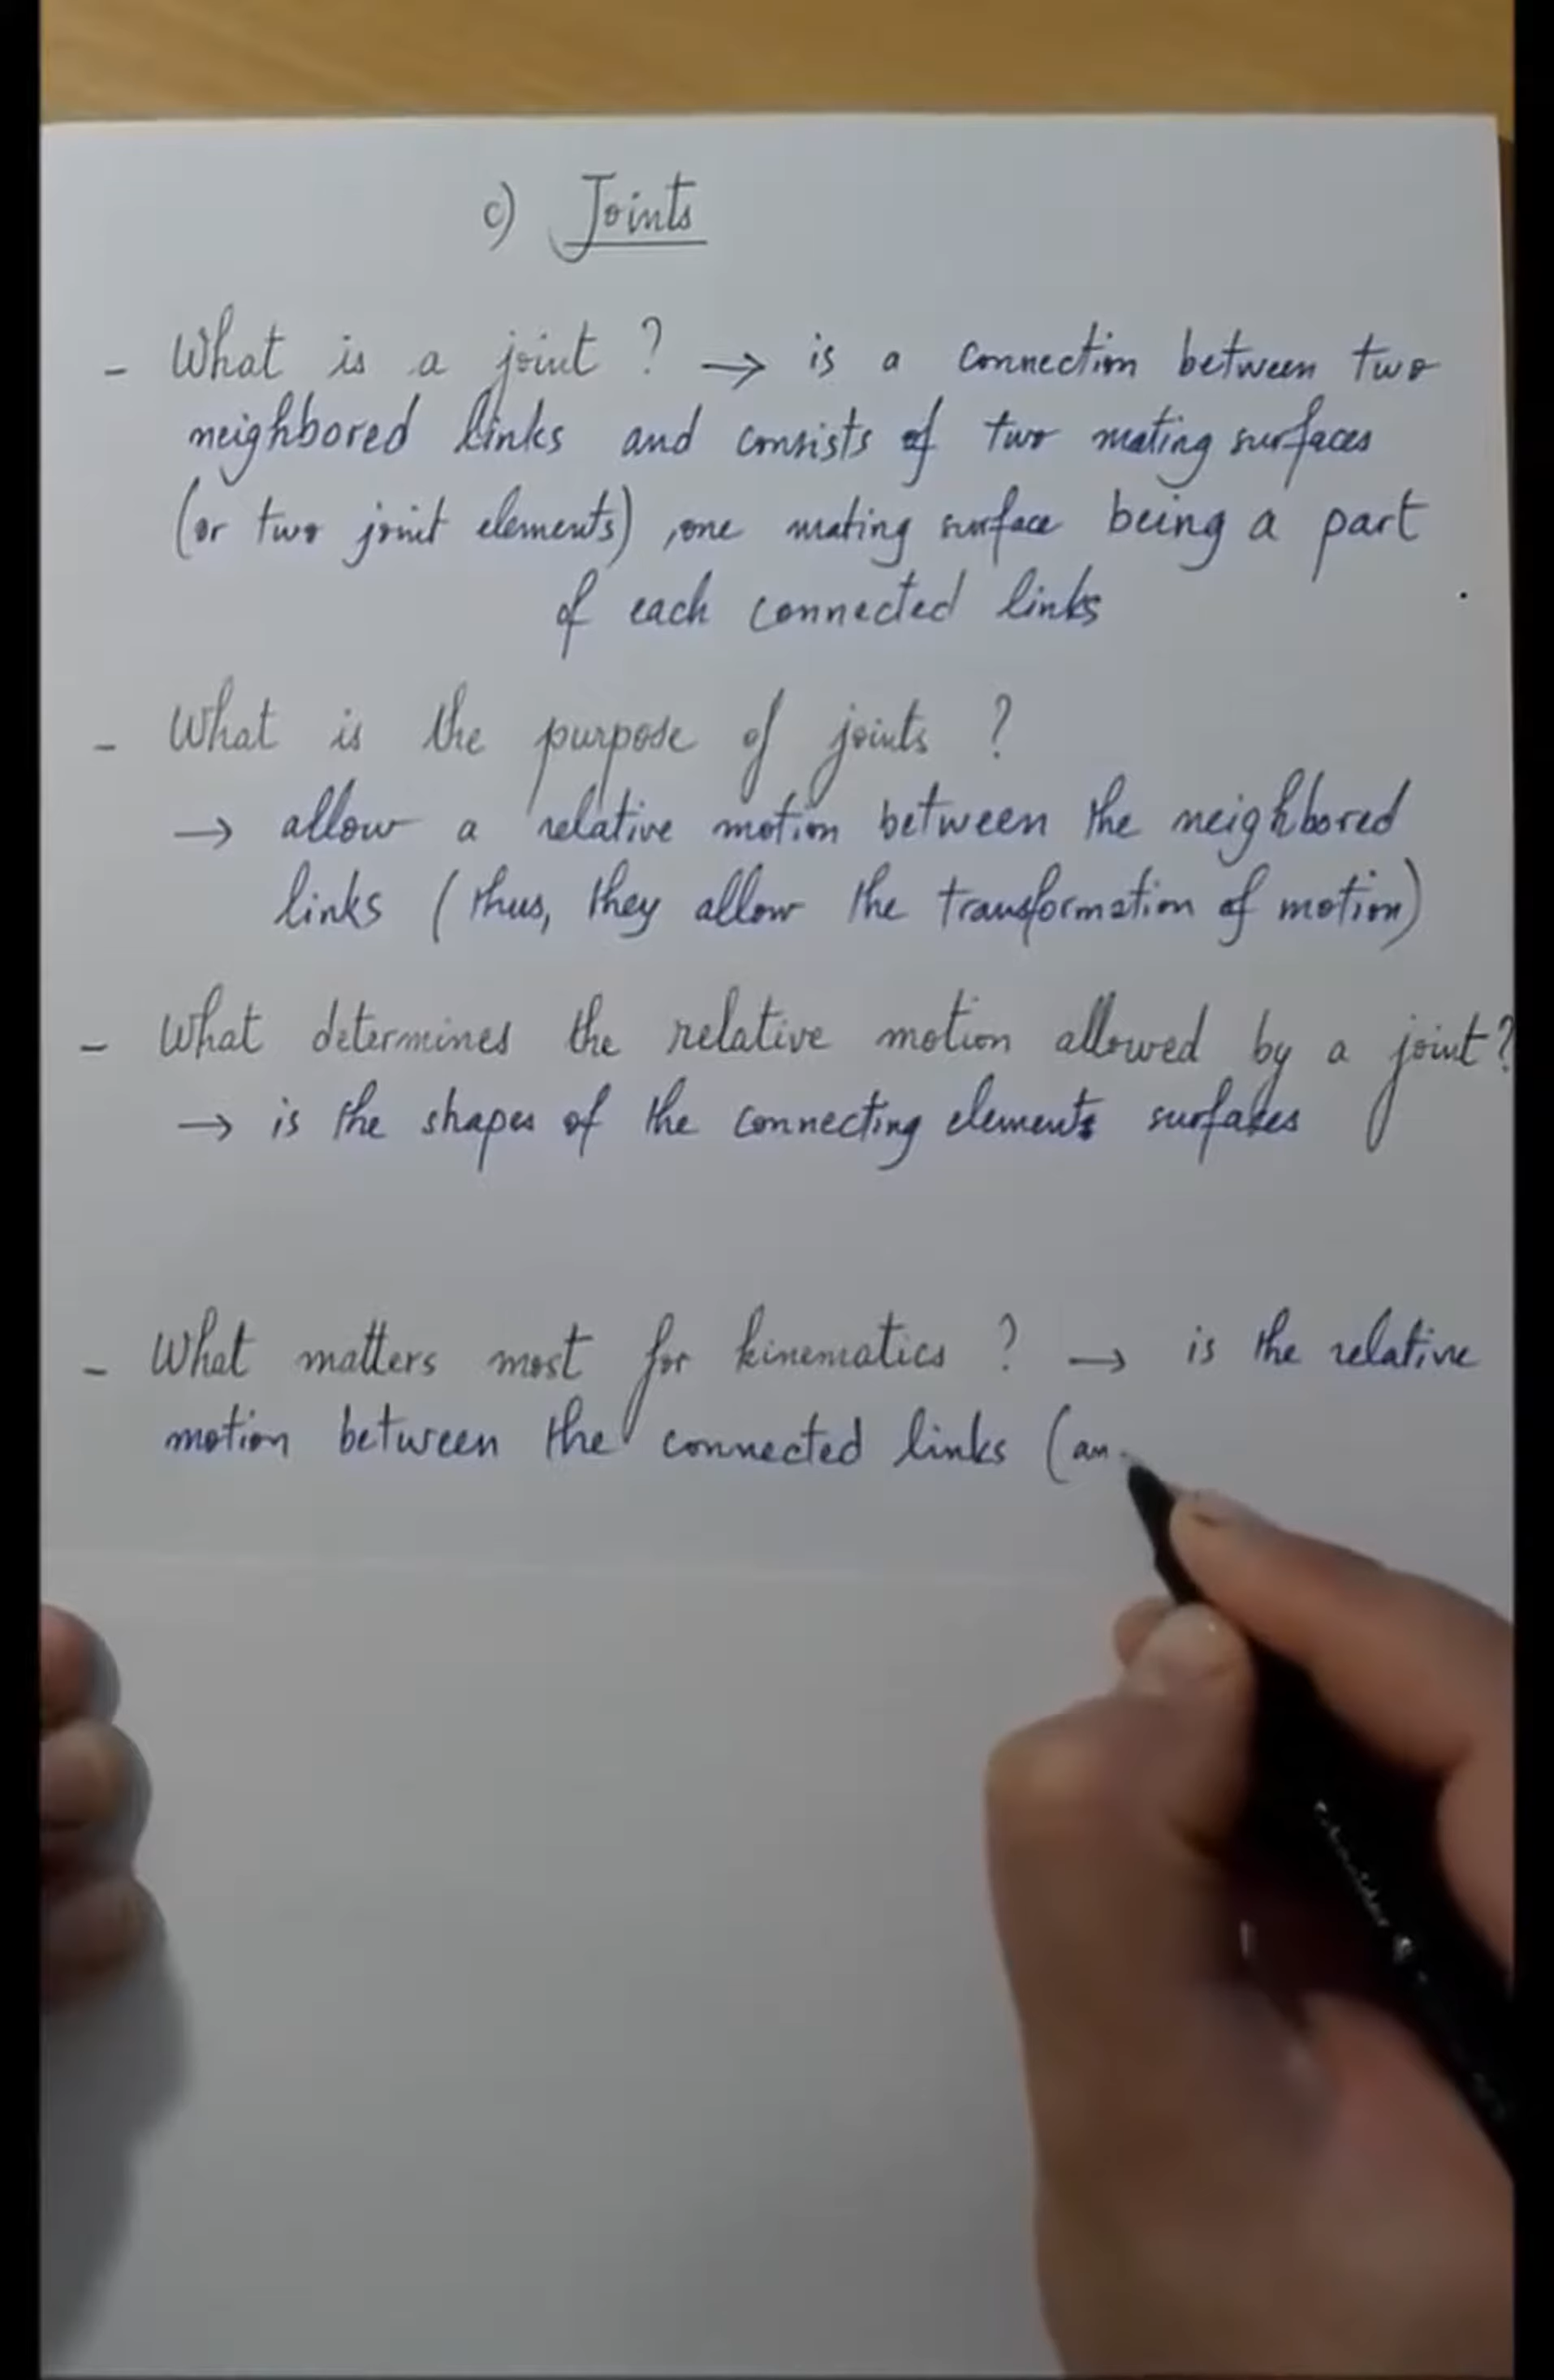 c) Joints
- What is a joint ? → is a connection between two
neighbored links and consists of two mating surfaces
(or two joint elements), one mating surface being a part
of each connected links
- What is the purpose of joints ?
→ allow a relative motion between the neighbored
links (thus, they allow the transformation of motion)
- What determines the relative motion allowed by a joint?
→ is the shapes of the connecting elements surfaces
- What matters most for kinematics ? → is the relative
motion between the connected links (an